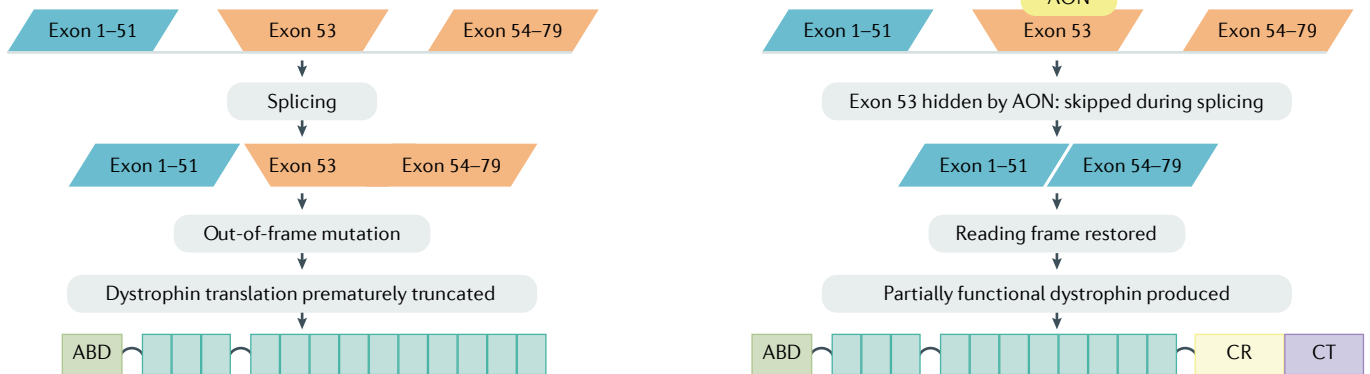 Exon 1–51
Exon 53
Exon 54–79
Splicing
Exon 1–51
Exon 53
Exon 54–79
Out-of-frame mutation
Dystrophin translation prematurely truncated
ABD
AON
Exon 1–51
Exon 53
Exon 54–79
Exon 53 hidden by AON: skipped during splicing
Exon 1–51
Exon 54–79
Reading frame restored
Partially functional dystrophin produced
ABD
CR
CT